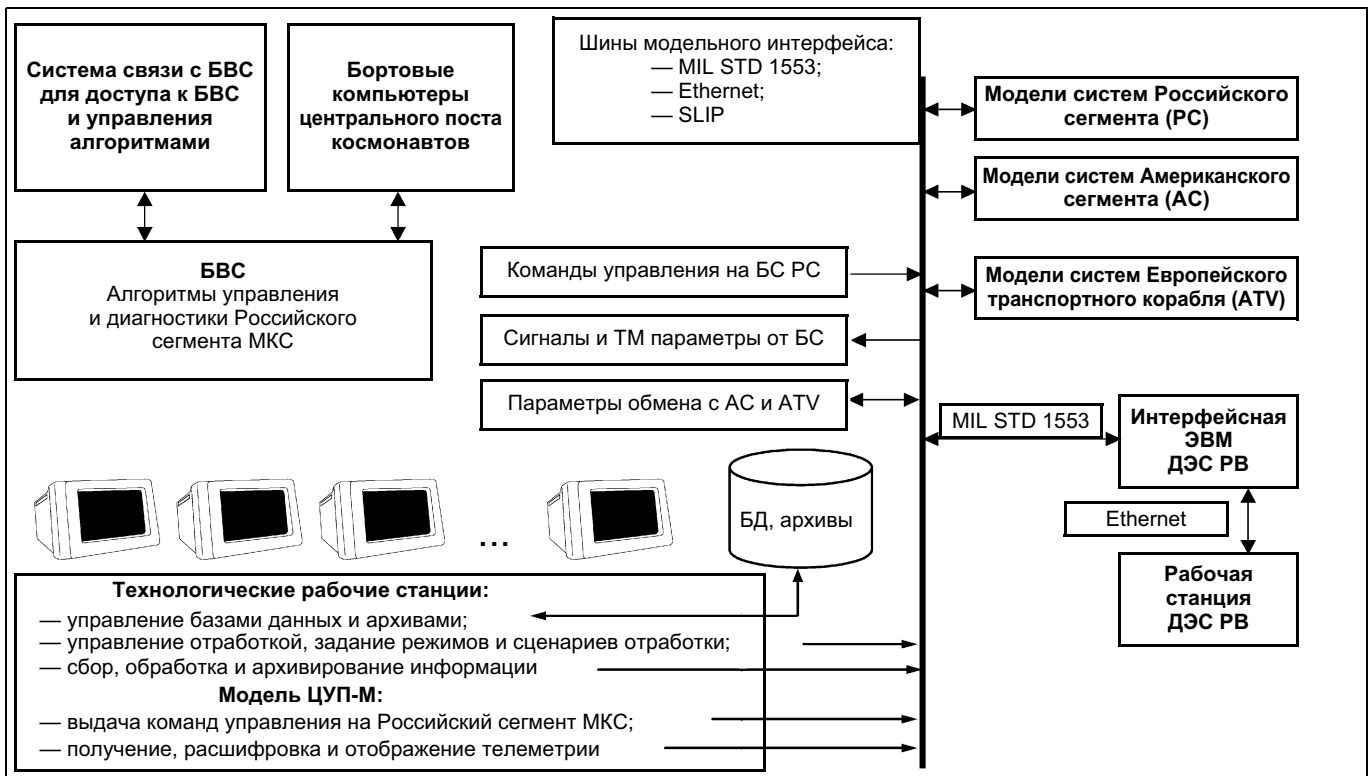 Система связи с БВС
для доступа к БВС
и управления
алгоритмами
Бортовые
компьютеры
центрального поста
космонавтов
Шины модельного интерфейса:
— MIL STD 1553;
— Ethernet;
— SLIP
Модели систем Российского
сегмента (РС)
Модели систем Американского
сегмента (АС)
БВС
Алгоритмы управления
и диагностики Российского
сегмента МКС
Команды управления на БС РС
Модели систем Европейского
транспортного корабля (ATV)
Сигналы и ТМ параметры от БС
Параметры обмена с АС и ATV
MIL STD 1553
Интерфейсная
ЭВМ
ДЭС РВ
БД, архивы
...
Ethernet
Рабочая
станция
ДЭС РВ
Технологические рабочие станции:
— управление базами данных и архивами;
— управление отработкой, задание режимов и сценариев отработки;
— сбор, обработка и архивирование информации
Модель ЦУП-М:
— выдача команд управления на Российский сегмент МКС;
— получение, расшифровка и отображение телеметрии